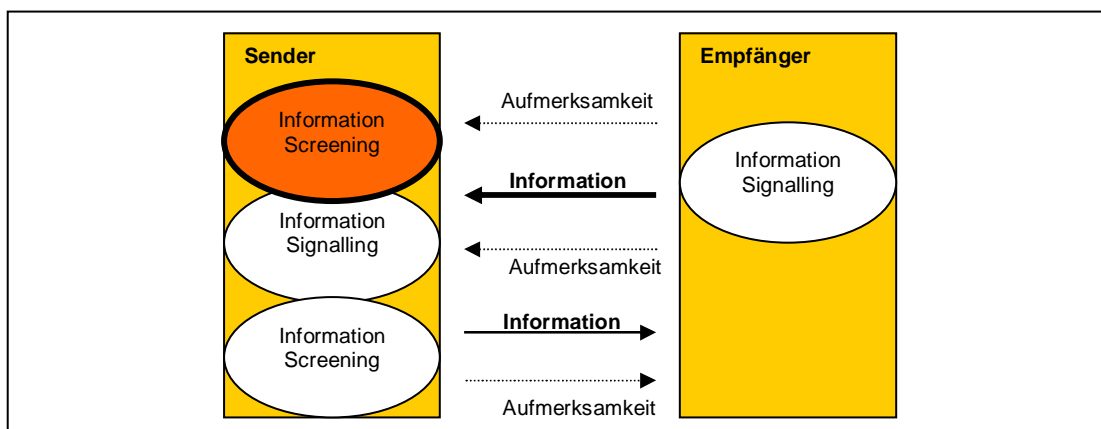 Sender
Information
Screening
Information
Signalling
Information
Screening
Aufmerksamkeit
Information
Aufmerksamkeit
Information
Aufmerksamkeit
Empfänger
Information
Signalling